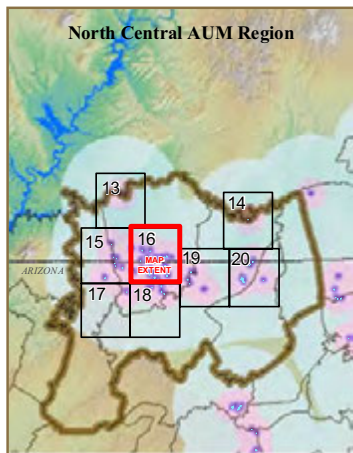 North Central AUM Region
13
14
15
16
MAP
EXTENT
19
20
ARIZONA
17
18